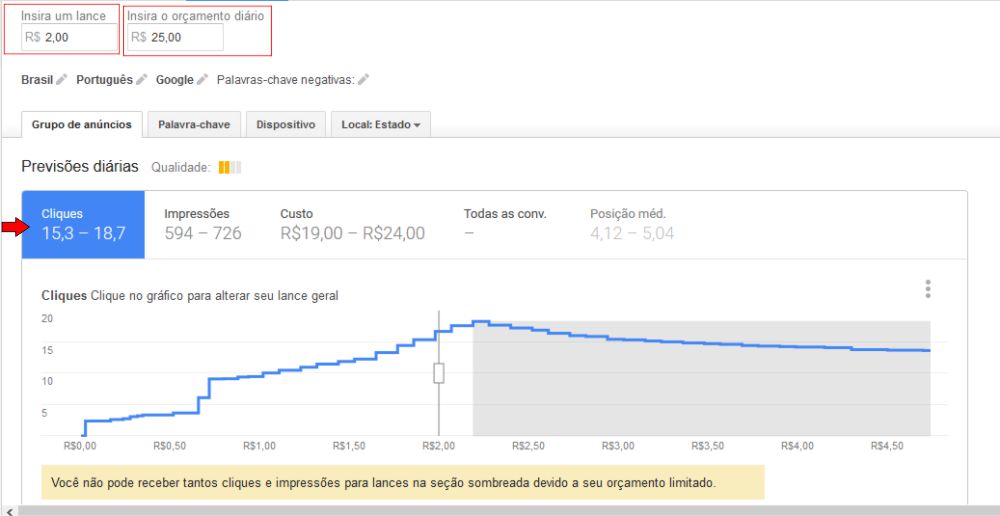 Insira um lance Insira o orçamento diário
R$ 2,00 R$ 25,00
Brasil Português Google Palavras-chave negativas:
Grupo de anúncios Palavra-chave Dispositivo Local: Estado
Previsões diárias Qualidade:
Cliques Impressões Custo Todas as conv. Posição méd.
15,3 – 18,7 594 – 726 R$19,00 – R$24,00 – 4,12 – 5,04
Cliques Clique no gráfico para alterar seu lance geral
20
15
10
5
R$0,00 R$0,50 R$1,00 R$1,50 R$2,00 R$2,50 R$3,00 R$3,50 R$4,00 R$4,50
Você não pode receber tantos cliques e impressões para lances na seção sombreada devido a seu orçamento limitado.